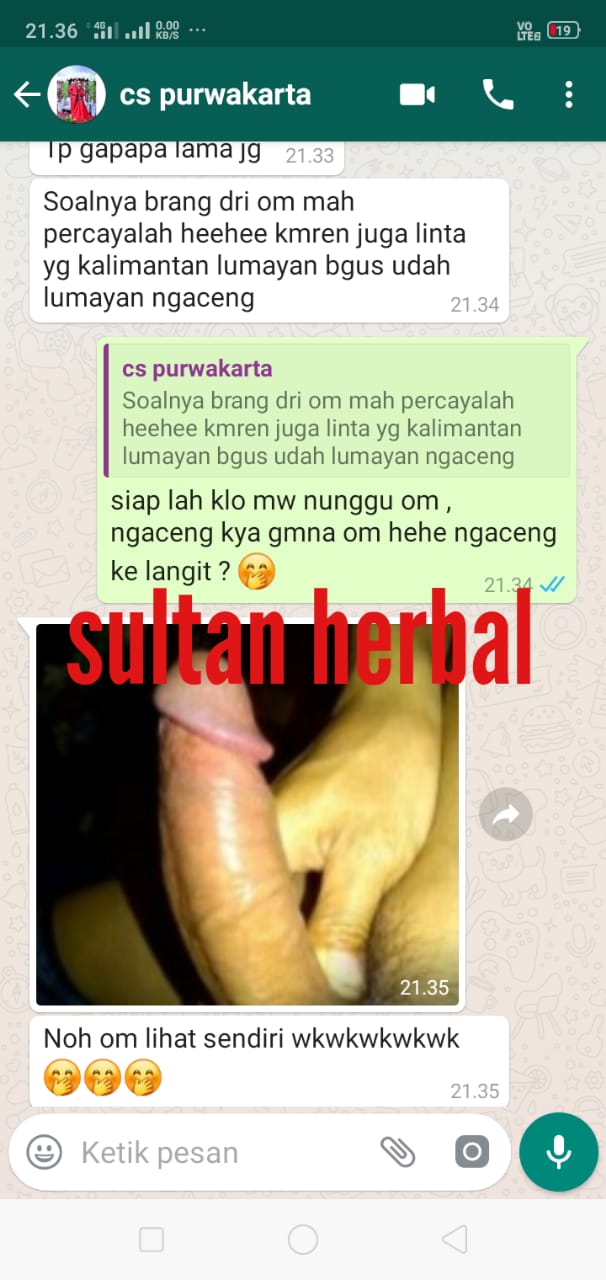 21.36 4G 0.00 KB/S ... VO LTE 19
cs purwakarta
Tp gapapa lama jg 21.33
Soalnya brang dri om mah
percayalah heehee kmren juga linta
yg kalimantan lumayan bgus udah
lumayan ngaceng 21.34
cs purwakarta
Soalnya brang dri om mah percayalah
heehee kmren juga linta yg kalimantan
lumayan bgus udah lumayan ngaceng
siap lah klo mw nunggu om ,
ngaceng kya gmna om hehe ngaceng
ke langit ? 🤭
21.34
sultan herbal
21.35
Noh om lihat sendiri wkwkwkwkwk
🤭🤭🤭 21.35
Ketik pesan